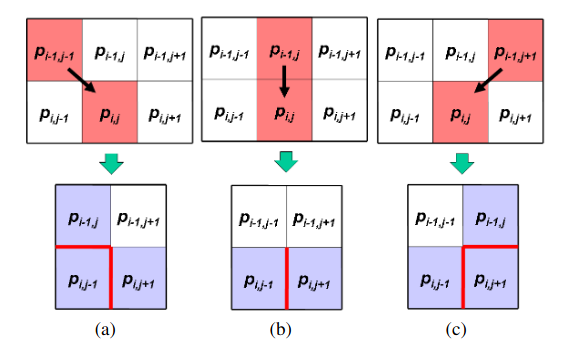 p_{i-1,j-1} p_{i-1,j} p_{i-1,j+1} p_{i-1,j-1} p_{i-1,j} p_{i-1,j+1} p_{i-1,j-1} p_{i-1,j} p_{i-1,j+1}
p_{i,j-1} p_{i,j} p_{i,j+1} p_{i,j-1} p_{i,j} p_{i,j+1} p_{i,j-1} p_{i,j} p_{i,j+1}
p_{i-1,j} p_{i-1,j+1} p_{i-1,j-1} p_{i-1,j+1} p_{i-1,j-1} p_{i-1,j}
p_{i,j-1} p_{i,j+1} p_{i,j-1} p_{i,j+1} p_{i,j-1} p_{i,j+1}
(a) (b) (c)